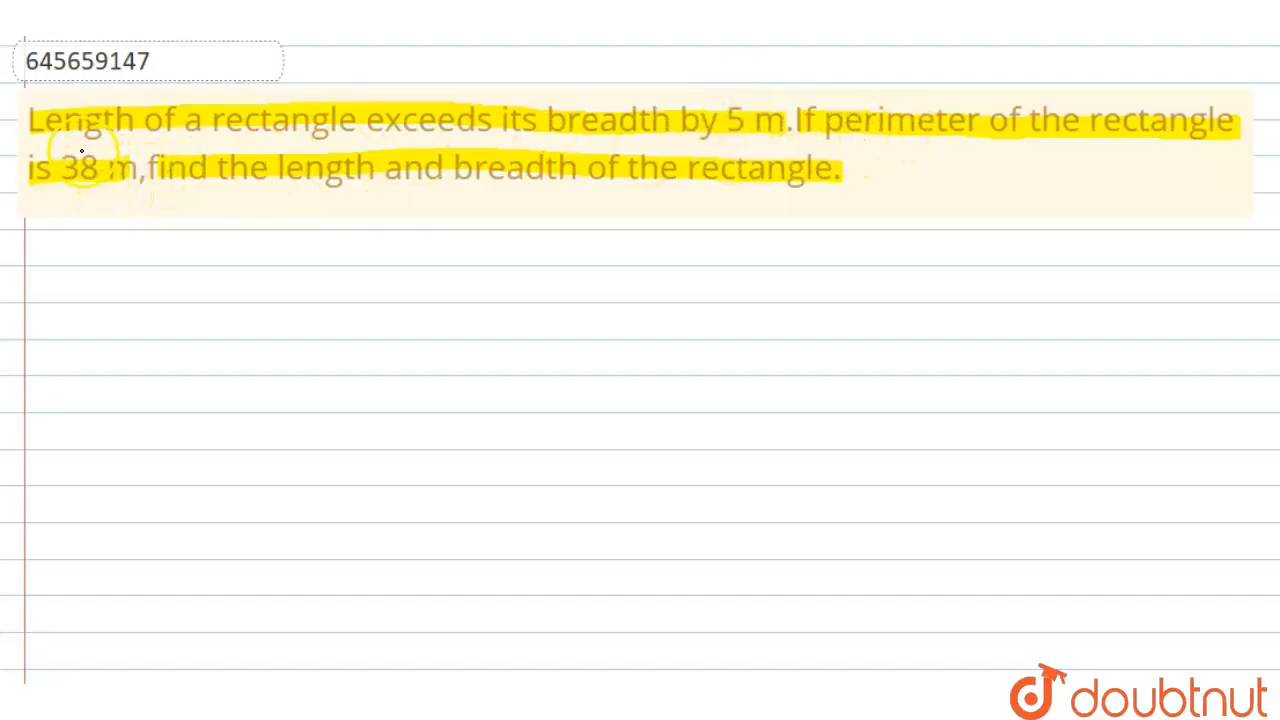 645659147
Length of a rectangle exceeds its breadth by 5 m.If perimeter of the rectangle
is 38 m,find the length and breadth of the rectangle.
doubtnut